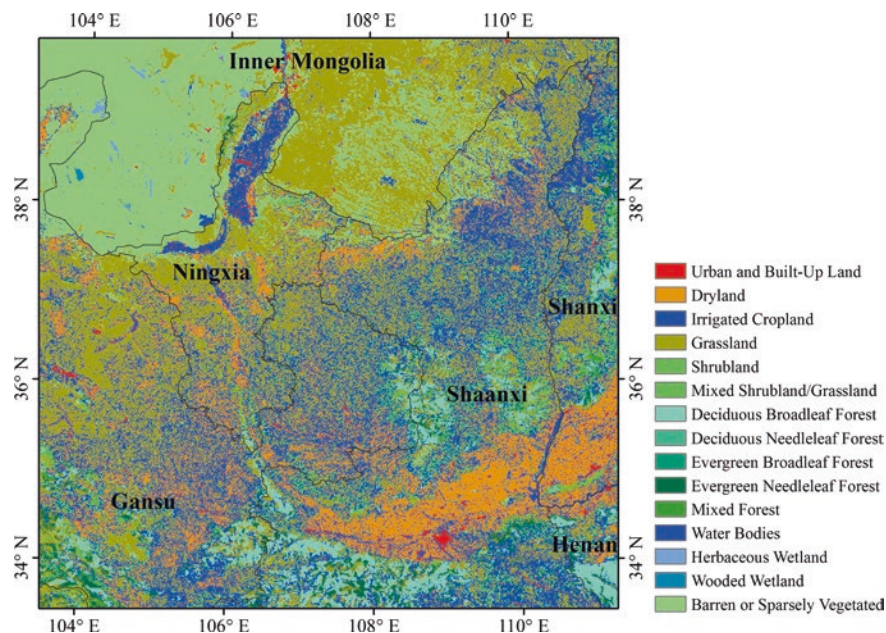 104° E 106° E 108° E 110° E
Inner Mongolia
38° N
38° N
Ningxia
Shanxi
36° N
36° N
Shaanxi
Gansu
34° N
Henan
34° N
104° E 106° E 108° E 110° E
Urban and Built-Up Land
Dryland
Irrigated Cropland
Grassland
Shrubland
Mixed Shrubland/Grassland
Deciduous Broadleaf Forest
Deciduous Needleleaf Forest
Evergreen Broadleaf Forest
Evergreen Needleleaf Forest
Mixed Forest
Water Bodies
Herbaceous Wetland
Wooded Wetland
Barren or Sparsely Vegetated